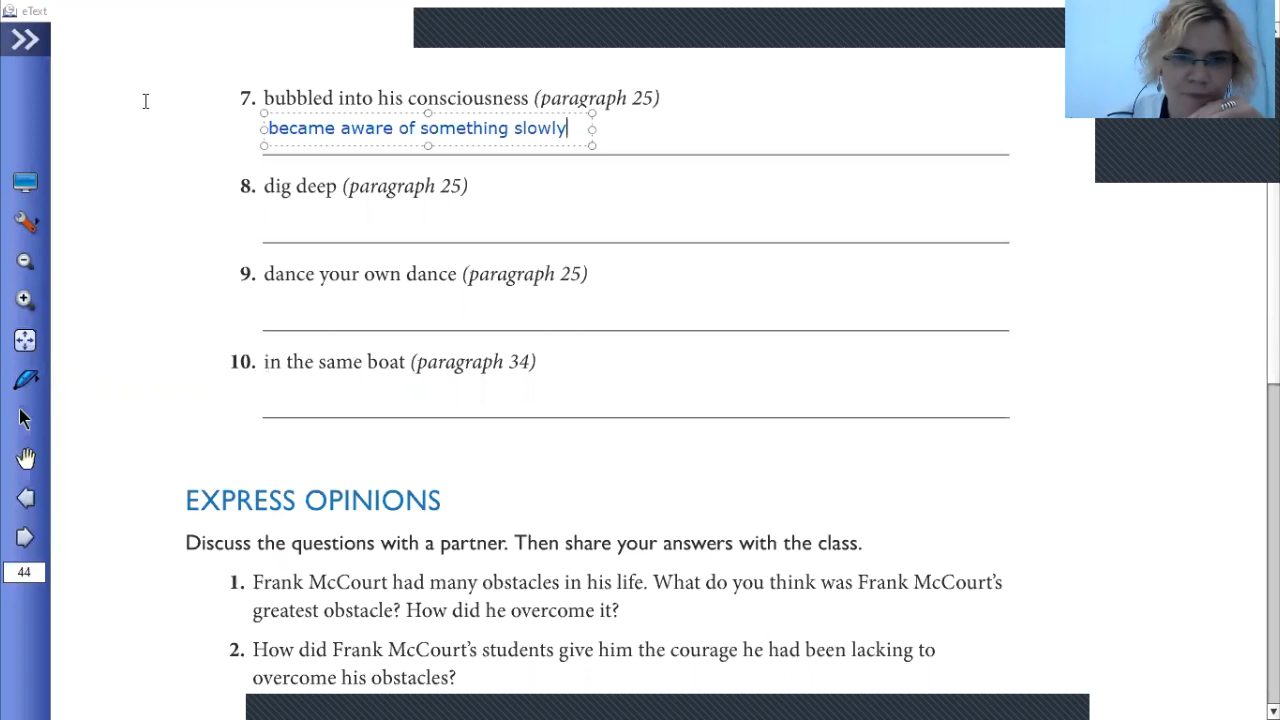 eText
7. bubbled into his consciousness (paragraph 25)
became aware of something slowly
8. dig deep (paragraph 25)
9. dance your own dance (paragraph 25)
10. in the same boat (paragraph 34)
EXPRESS OPINIONS
Discuss the questions with a partner. Then share your answers with the class.
44
1. Frank McCourt had many obstacles in his life. What do you think was Frank McCourt's
greatest obstacle? How did he overcome it?
2. How did Frank McCourt's students give him the courage he had been lacking to
overcome his obstacles?